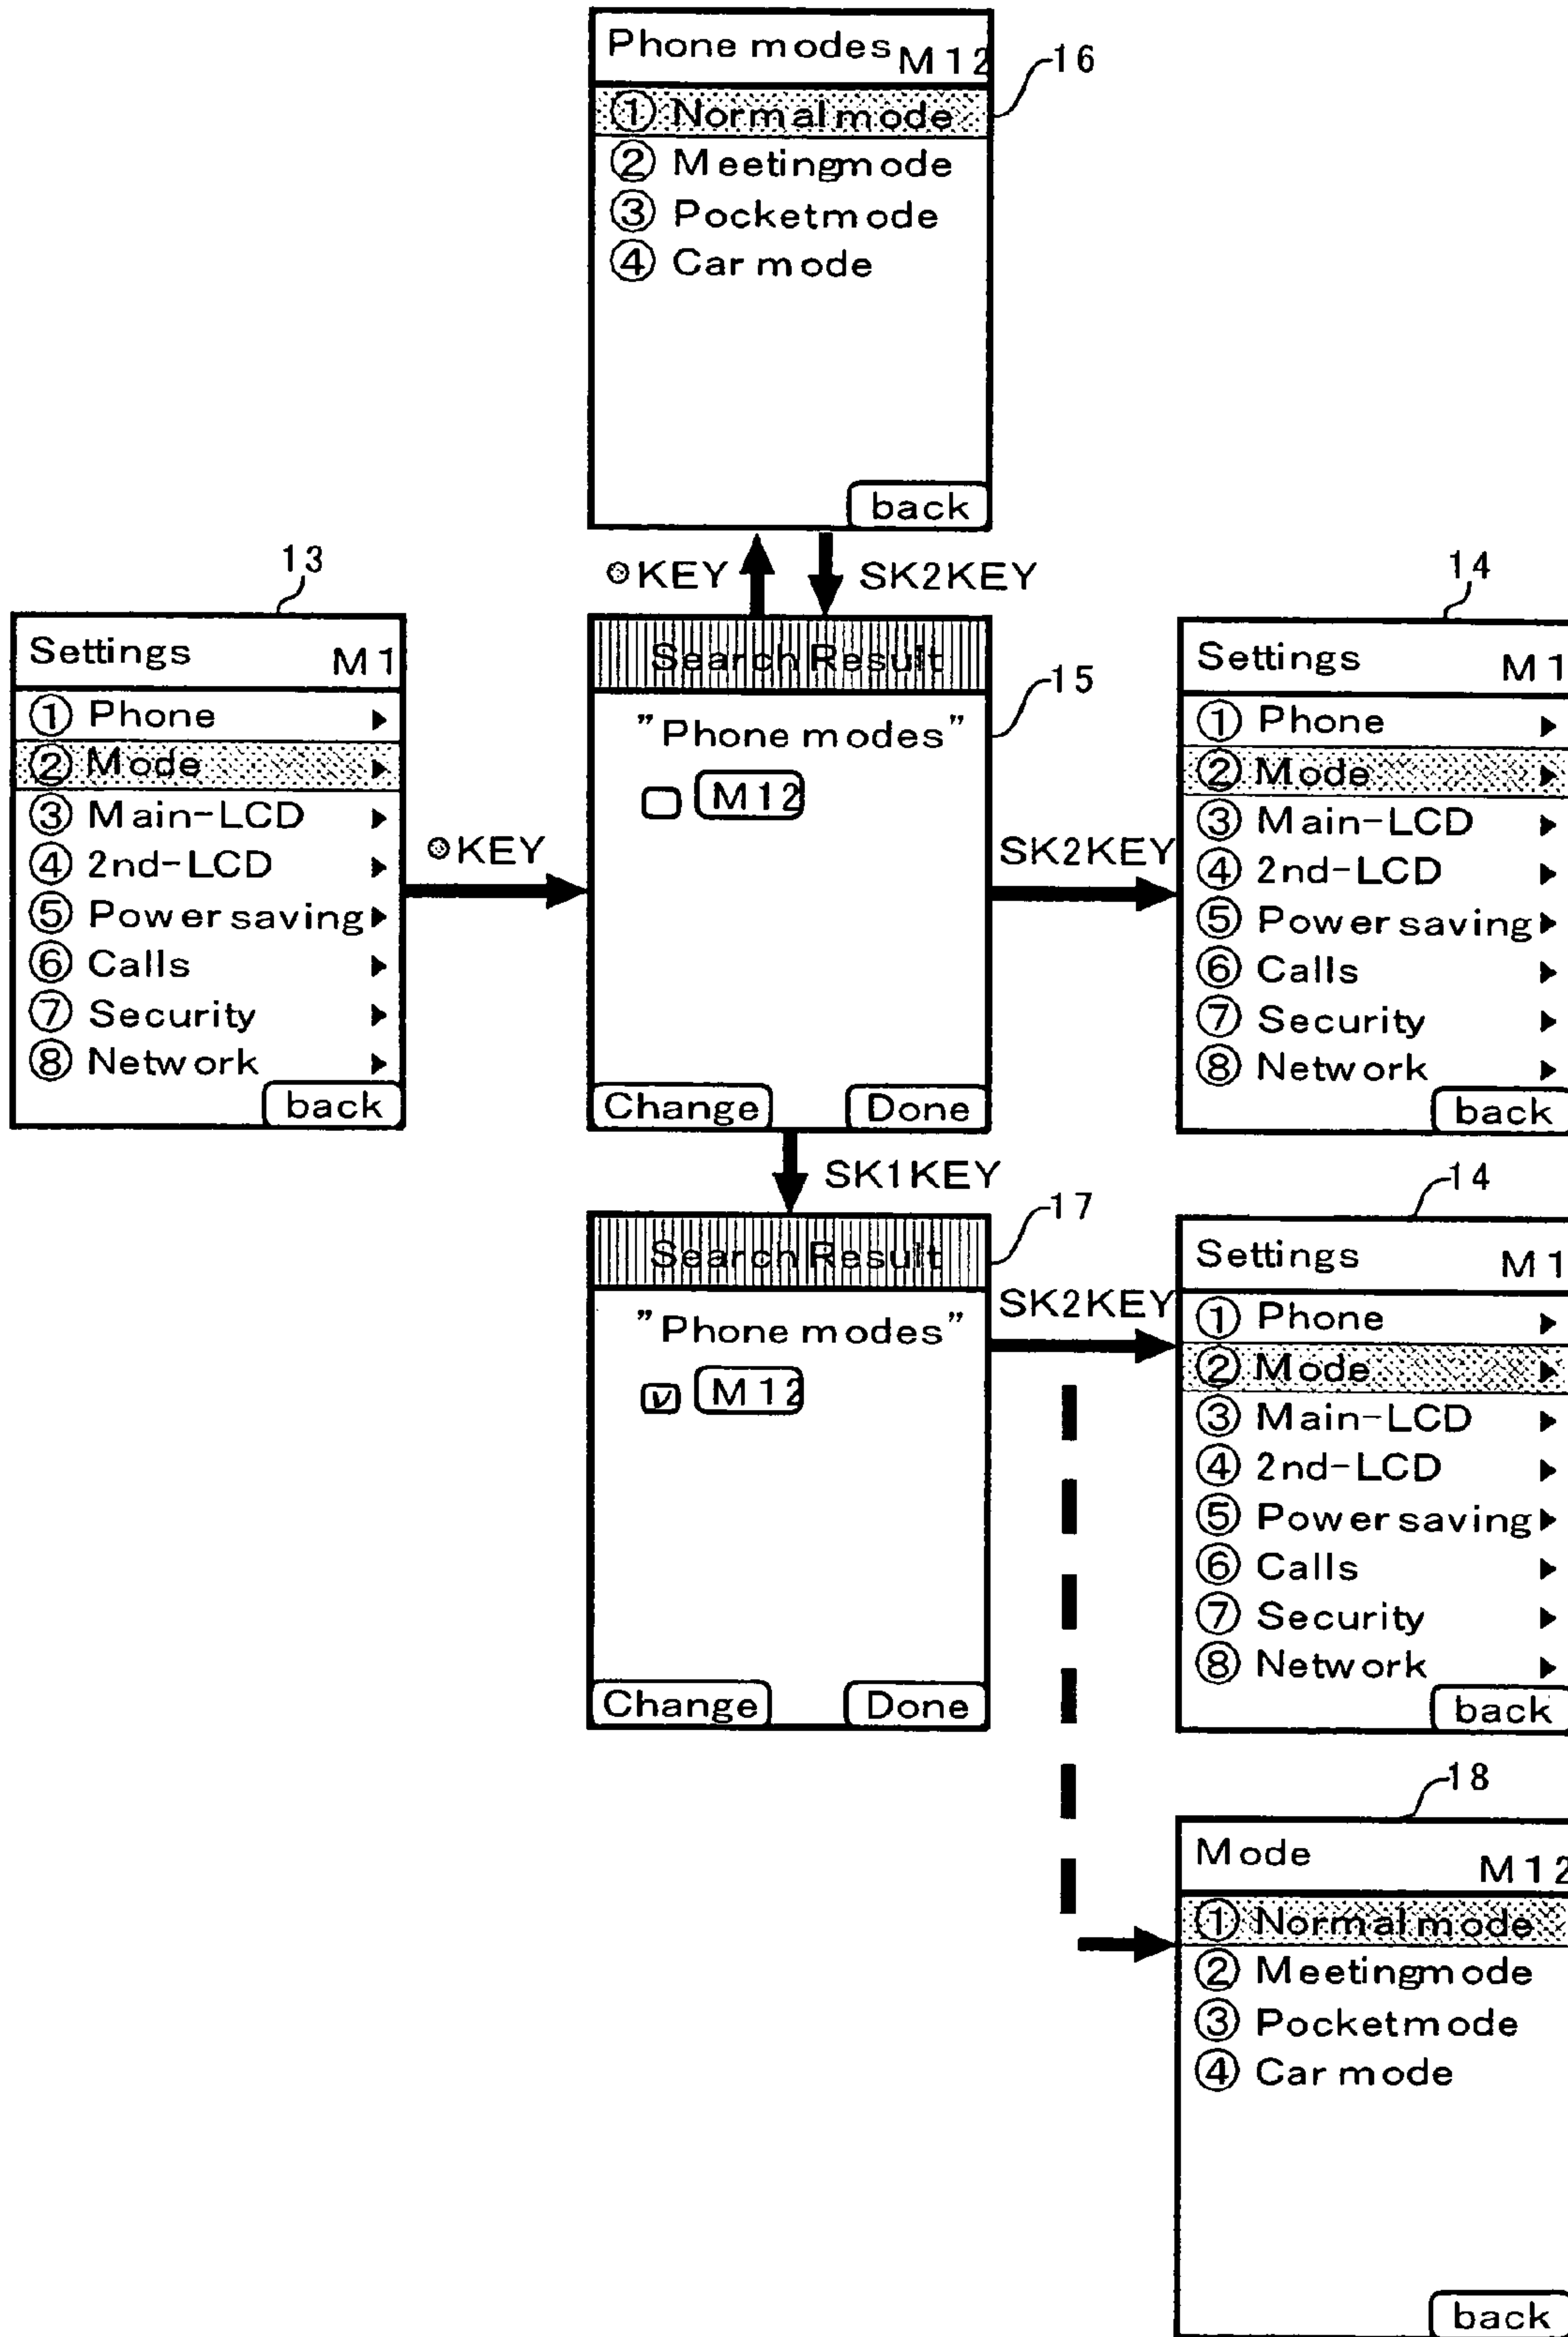 Phone modes M12
16
① Normal mode
② Meeting mode
③ Pocket mode
④ Car mode
back
◎KEY
SK2KEY
13
Settings M1
① Phone ▶
② Mode ▶
③ Main-LCD ▶
④ 2nd-LCD ▶
⑤ Power saving ▶
⑥ Calls ▶
⑦ Security ▶
⑧ Network ▶
back
◎KEY
Search Result
15
"Phone modes"
M12
Change Done
SK2KEY
14
Settings M1
① Phone ▶
② Mode ▶
③ Main-LCD ▶
④ 2nd-LCD ▶
⑤ Power saving ▶
⑥ Calls ▶
⑦ Security ▶
⑧ Network ▶
back
SK1KEY
17
Search Result
"Phone modes"
M12
Change Done
SK2KEY
14
Settings M1
① Phone ▶
② Mode ▶
③ Main-LCD ▶
④ 2nd-LCD ▶
⑤ Power saving ▶
⑥ Calls ▶
⑦ Security ▶
⑧ Network ▶
back
18
Mode M12
① Normal mode
② Meeting mode
③ Pocket mode
④ Car mode
back